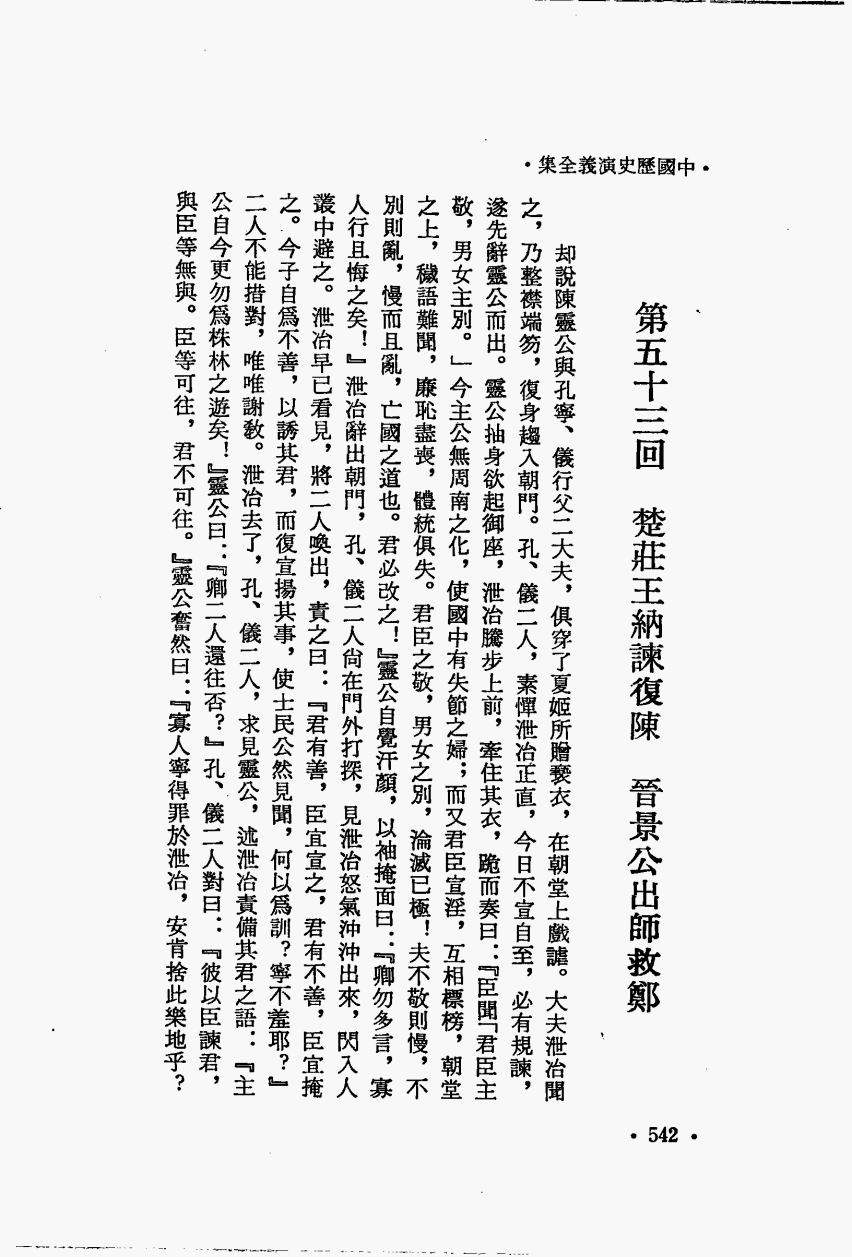 •中國歷史演義全集•
第五十三回　楚莊王納諫復陳　晉景公出師救鄭
却說陳靈公與孔寧、儀行父二大夫，俱穿了夏姬所贈褻衣，在朝堂上戲謔。大夫泄冶聞
之，乃整襟端笏，復身趨入朝門。孔、儀二人，素憚泄冶正直，今日不宣自至，必有規諫，
遂先辭靈公而出。靈公抽身欲起御座，泄冶騰步上前，牽住其衣，跪而奏曰：『臣聞「君臣主
敬，男女主別。」今主公無周南之化，使國中有失節之婦；而又君臣宣淫，互相標榜，朝堂
之上，穢語難聞，廉恥盡喪，體統俱失。君臣之敬，男女之別，淪滅已極！夫不敬則慢，不
別則亂，慢而且亂，亡國之道也。君必改之！』靈公自覺汗顏，以袖掩面曰：『卿勿多言，寡
人行且悔之矣！』泄冶辭出朝門，孔、儀二人尙在門外打探，見泄冶怒氣沖沖出來，閃入人
叢中避之。泄冶早已看見，將二人喚出，責之曰：『君有善，臣宜宣之，君有不善，臣宜掩
之。今子自爲不善，以誘其君，而復宣揚其事，使士民公然見聞，何以爲訓？寧不羞耶？』
二人不能措對，唯唯謝敎。泄冶去了，孔、儀二人，求見靈公，述泄冶責備其君之語：『主
公自今更勿爲株林之遊矣！』靈公曰：『卿二人還往否？』孔、儀二人對曰：『彼以臣諫君，
與臣等無與。臣等可往，君不可往。』靈公奮然曰：『寡人寧得罪於泄冶，安肯捨此樂地乎？
•542•